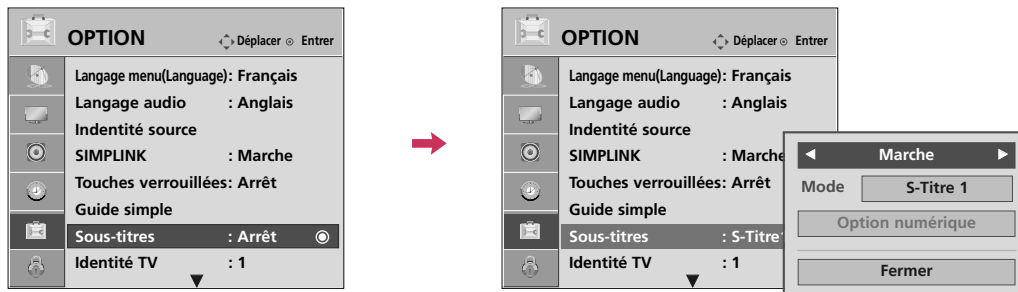 OPTION
Déplacer Entrer
Langage menu(Language): Français
Langage audio : Anglais
Indentité source
SIMPLINK : Marche
Touches verrouillées: Arrêt
Guide simple
Sous-titres : Arrêt
Identité TV : 1
OPTION
Déplacer Entrer
Langage menu(Language): Français
Langage audio : Anglais
Indentité source
SIMPLINK : Marche
Touches verrouillées: Arrêt
Guide simple
Sous-titres : S-Titre1
Identité TV : 1
Marche
Mode S-Titre 1
Option numérique
Fermer